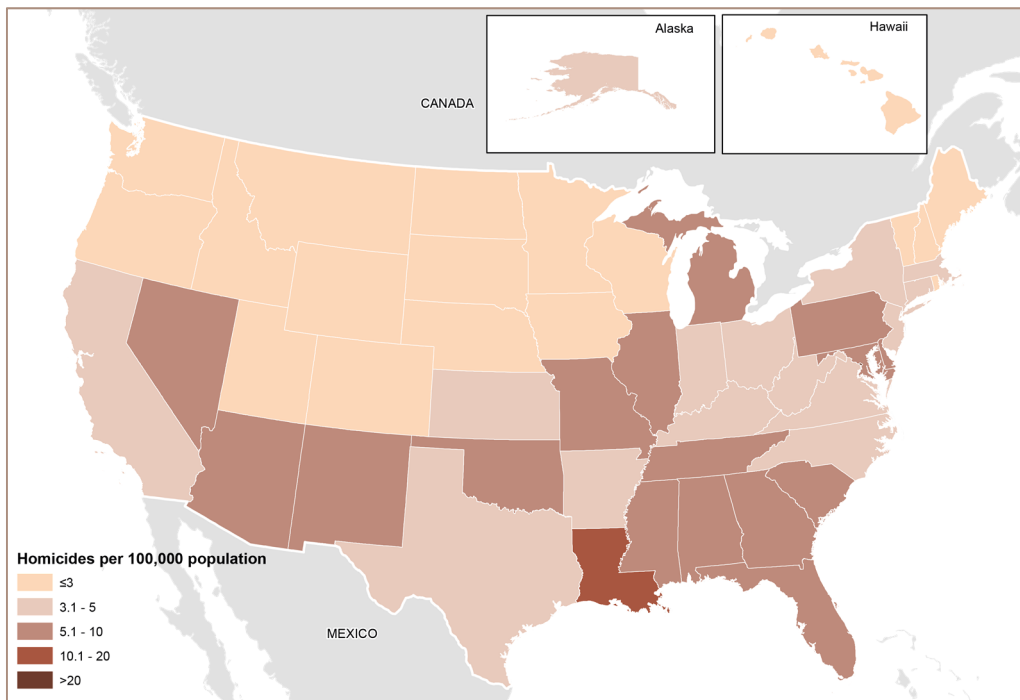 Alaska
Hawaii
CANADA
Homicides per 100,000 population
≤3
3.1 - 5
5.1 - 10
10.1 - 20
>20
MEXICO